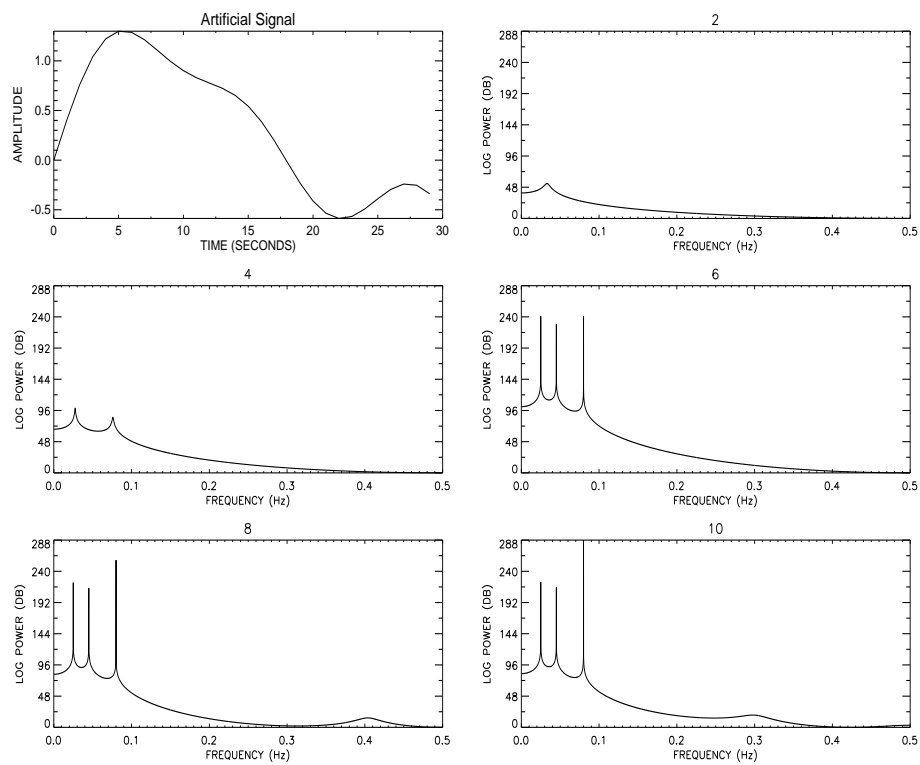 Artificial Signal
AMPLITUDE
1.0
0.5
0.0
-0.5
0 5 10 15 20 25 30
TIME (SECONDS)
2
LOG POWER (DB)
288
240
192
144
96
48
0
0.0 0.1 0.2 0.3 0.4 0.5
FREQUENCY (Hz)
4
LOG POWER (DB)
288
240
192
144
96
48
0
0.0 0.1 0.2 0.3 0.4 0.5
FREQUENCY (Hz)
6
LOG POWER (DB)
288
240
192
144
96
48
0
0.0 0.1 0.2 0.3 0.4 0.5
FREQUENCY (Hz)
8
LOG POWER (DB)
288
240
192
144
96
48
0
0.0 0.1 0.2 0.3 0.4 0.5
FREQUENCY (Hz)
10
LOG POWER (DB)
288
240
192
144
96
48
0
0.0 0.1 0.2 0.3 0.4 0.5
FREQUENCY (Hz)